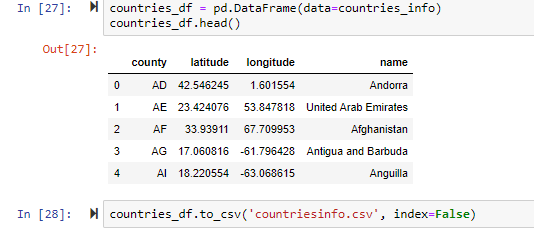 In [27]: countries_df = pd.DataFrame(data=countries_info)
countries_df.head()
Out[27]:
county latitude longitude name
0 AD 42.546245 1.601554 Andorra
1 AE 23.424076 53.847818 United Arab Emirates
2 AF 33.93911 67.709953 Afghanistan
3 AG 17.060816 -61.796428 Antigua and Barbuda
4 AI 18.220554 -63.068615 Anguilla
In [28]: countries_df.to_csv('countriesinfo.csv', index=False)